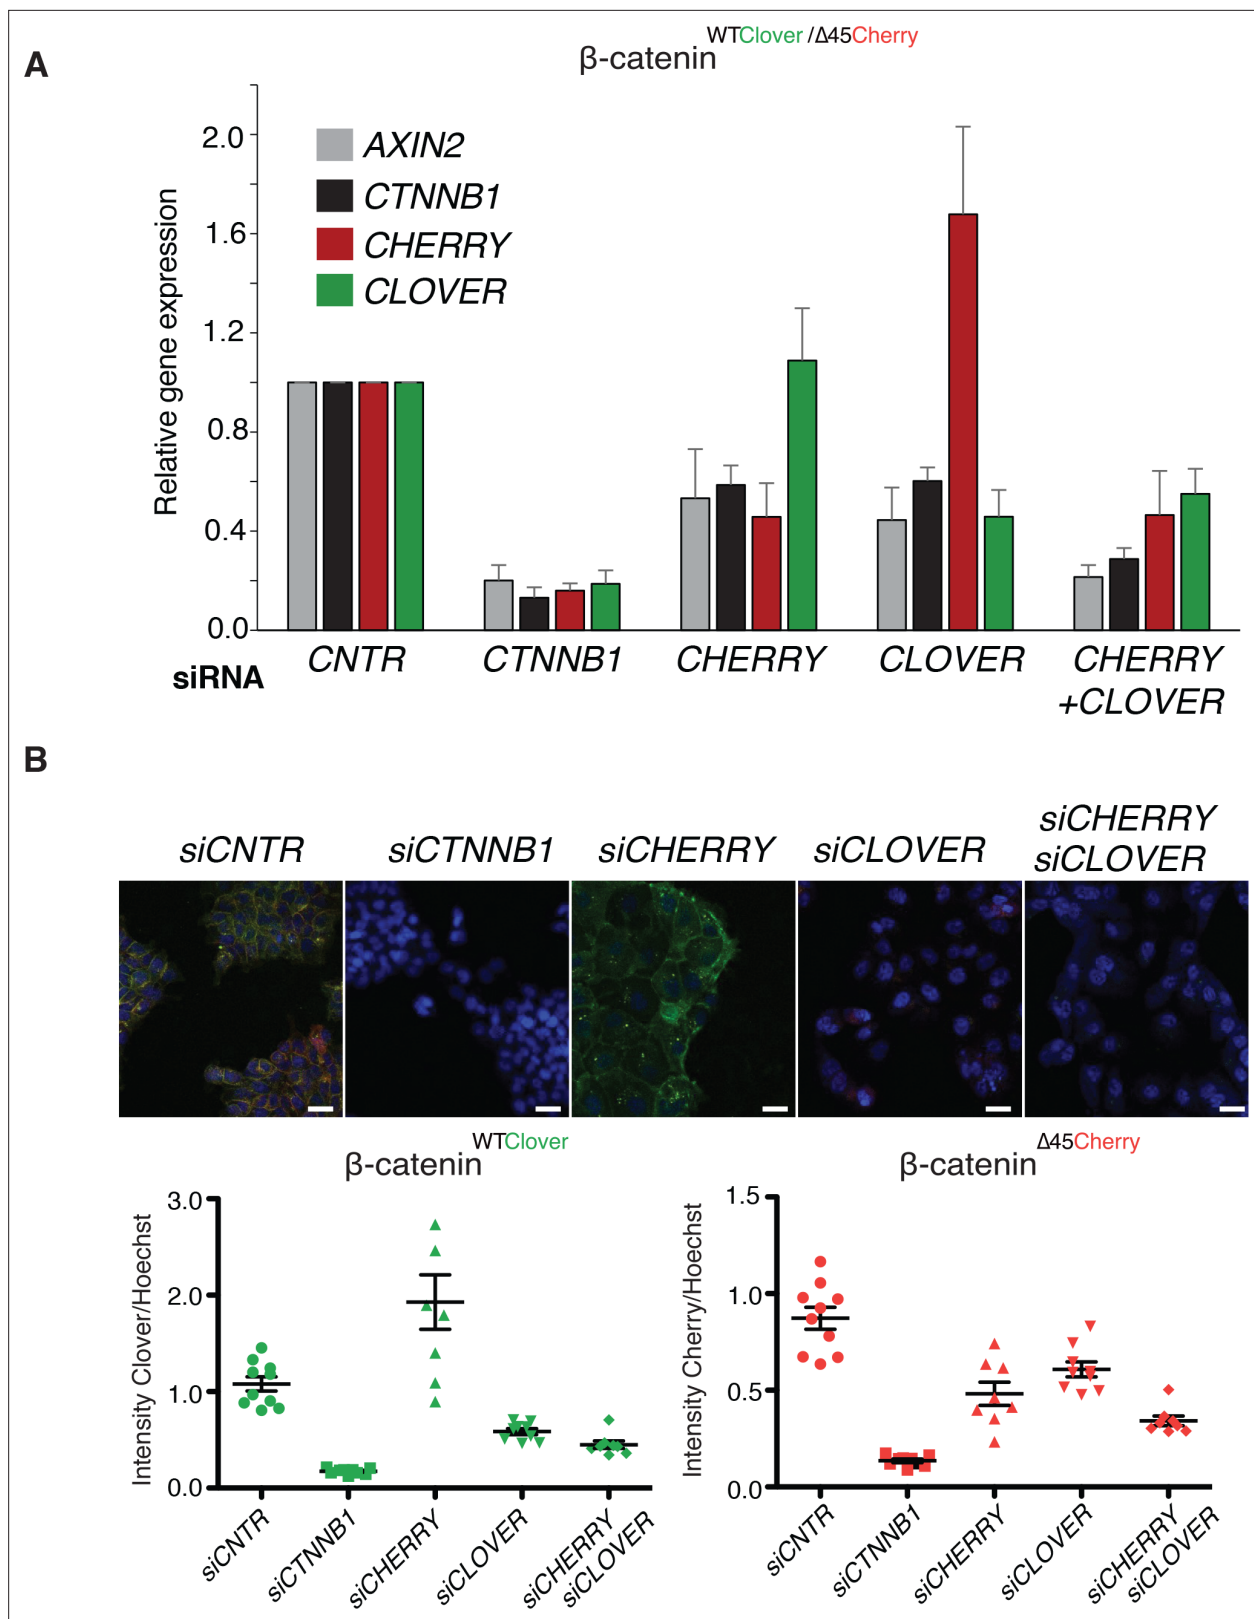 A
β-catenin WTClover /Δ45Cherry
Relative gene expression
2.0
1.6
1.2
0.8
0.4
0.0
AXIN2
CTNNB1
CHERRY
CLOVER
siRNA
CNTR
CTNNB1
CHERRY
CLOVER
CHERRY
+CLOVER
B
siCNTR
siCTNNB1
siCHERRY
siCLOVER
siCHERRY
siCLOVER
β-catenin WTClover
Intensity Clover/Hoechst
3.0
2.0
1.0
0.0
siCNTR
siCTNNB1
siCHERRY
siCLOVER
siCHERRY
siCLOVER
β-catenin Δ45Cherry
Intensity Cherry/Hoechst
1.5
1.0
0.5
0.0
siCNTR
siCTNNB1
siCHERRY
siCLOVER
siCHERRY
siCLOVER